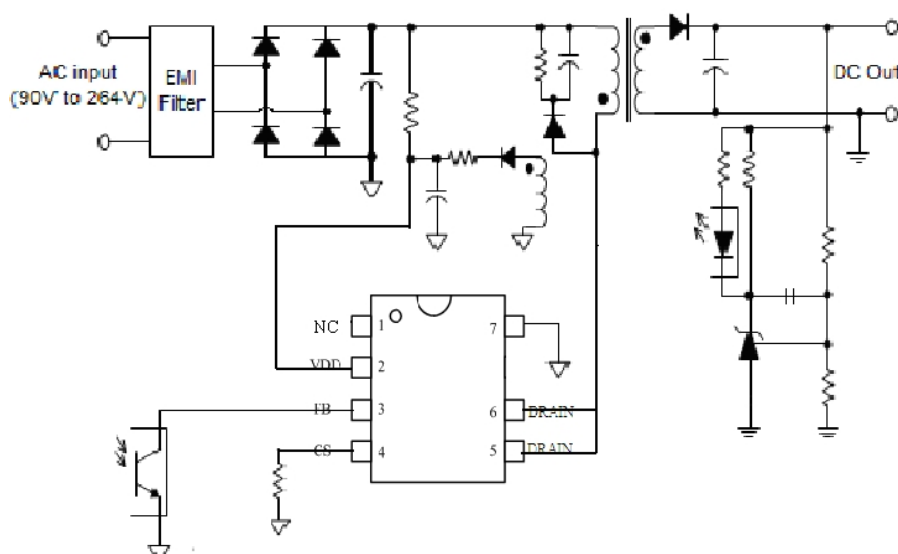 AC input
(90V to 264V)
EMI
Filter
DC Out
NC
1
7
VDD
2
FB
3
6
DRAIN
CS
4
5
DRAIN